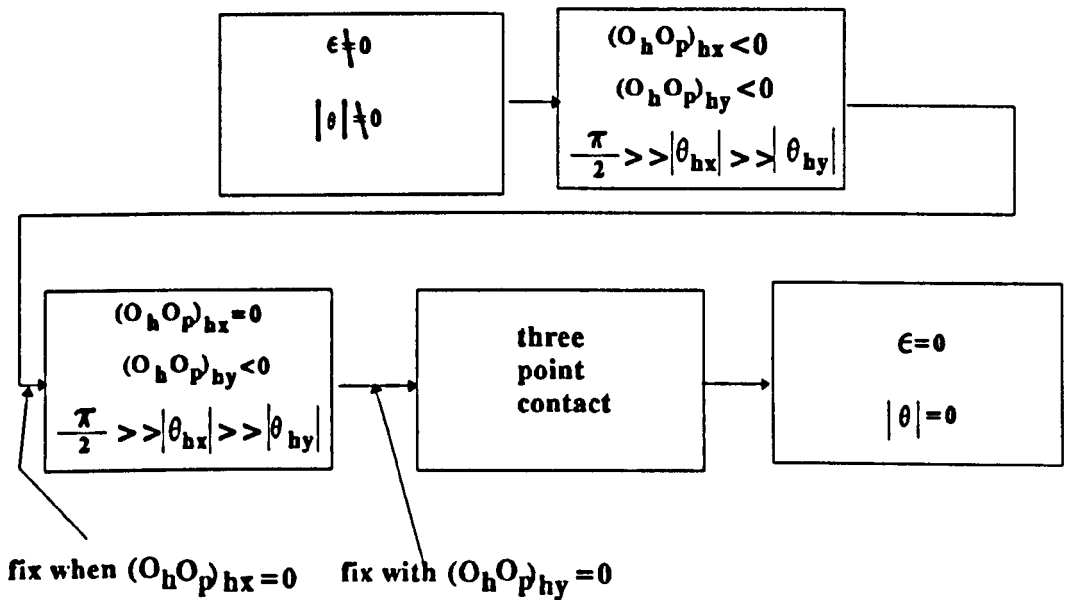 ϵ≠0
|θ|≠0
(O_hO_p)_hx<0
(O_hO_p)_hy<0
π/2 >>|θ_hx|>>|θ_hy|
(O_hO_p)_hx=0
(O_hO_p)_hy<0
π/2 >>|θ_hx|>>|θ_hy|
three
point
contact
ϵ=0
|θ|=0
fix when (O_hO_p)_hx=0
fix with (O_hO_p)_hy=0